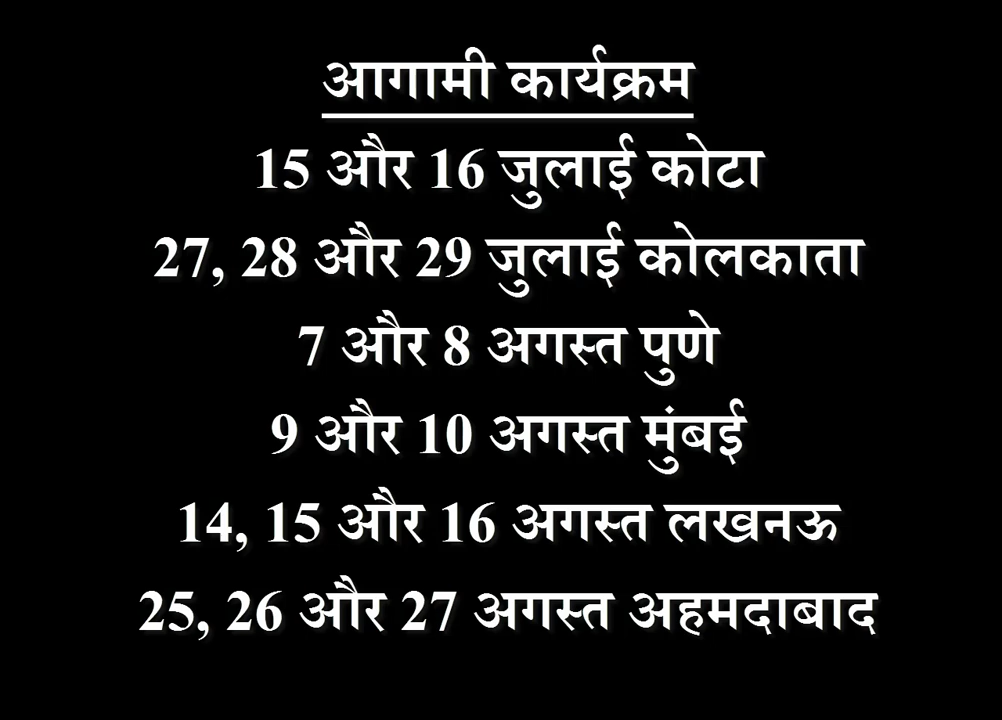 आगामी कार्यक्रम
15 और 16 जुलाई कोटा
27, 28 और 29 जुलाई कोलकाता
7 और 8 अगस्त पुणे
9 और 10 अगस्त मुंबई
14, 15 और 16 अगस्त लखनऊ
25, 26 और 27 अगस्त अहमदाबाद